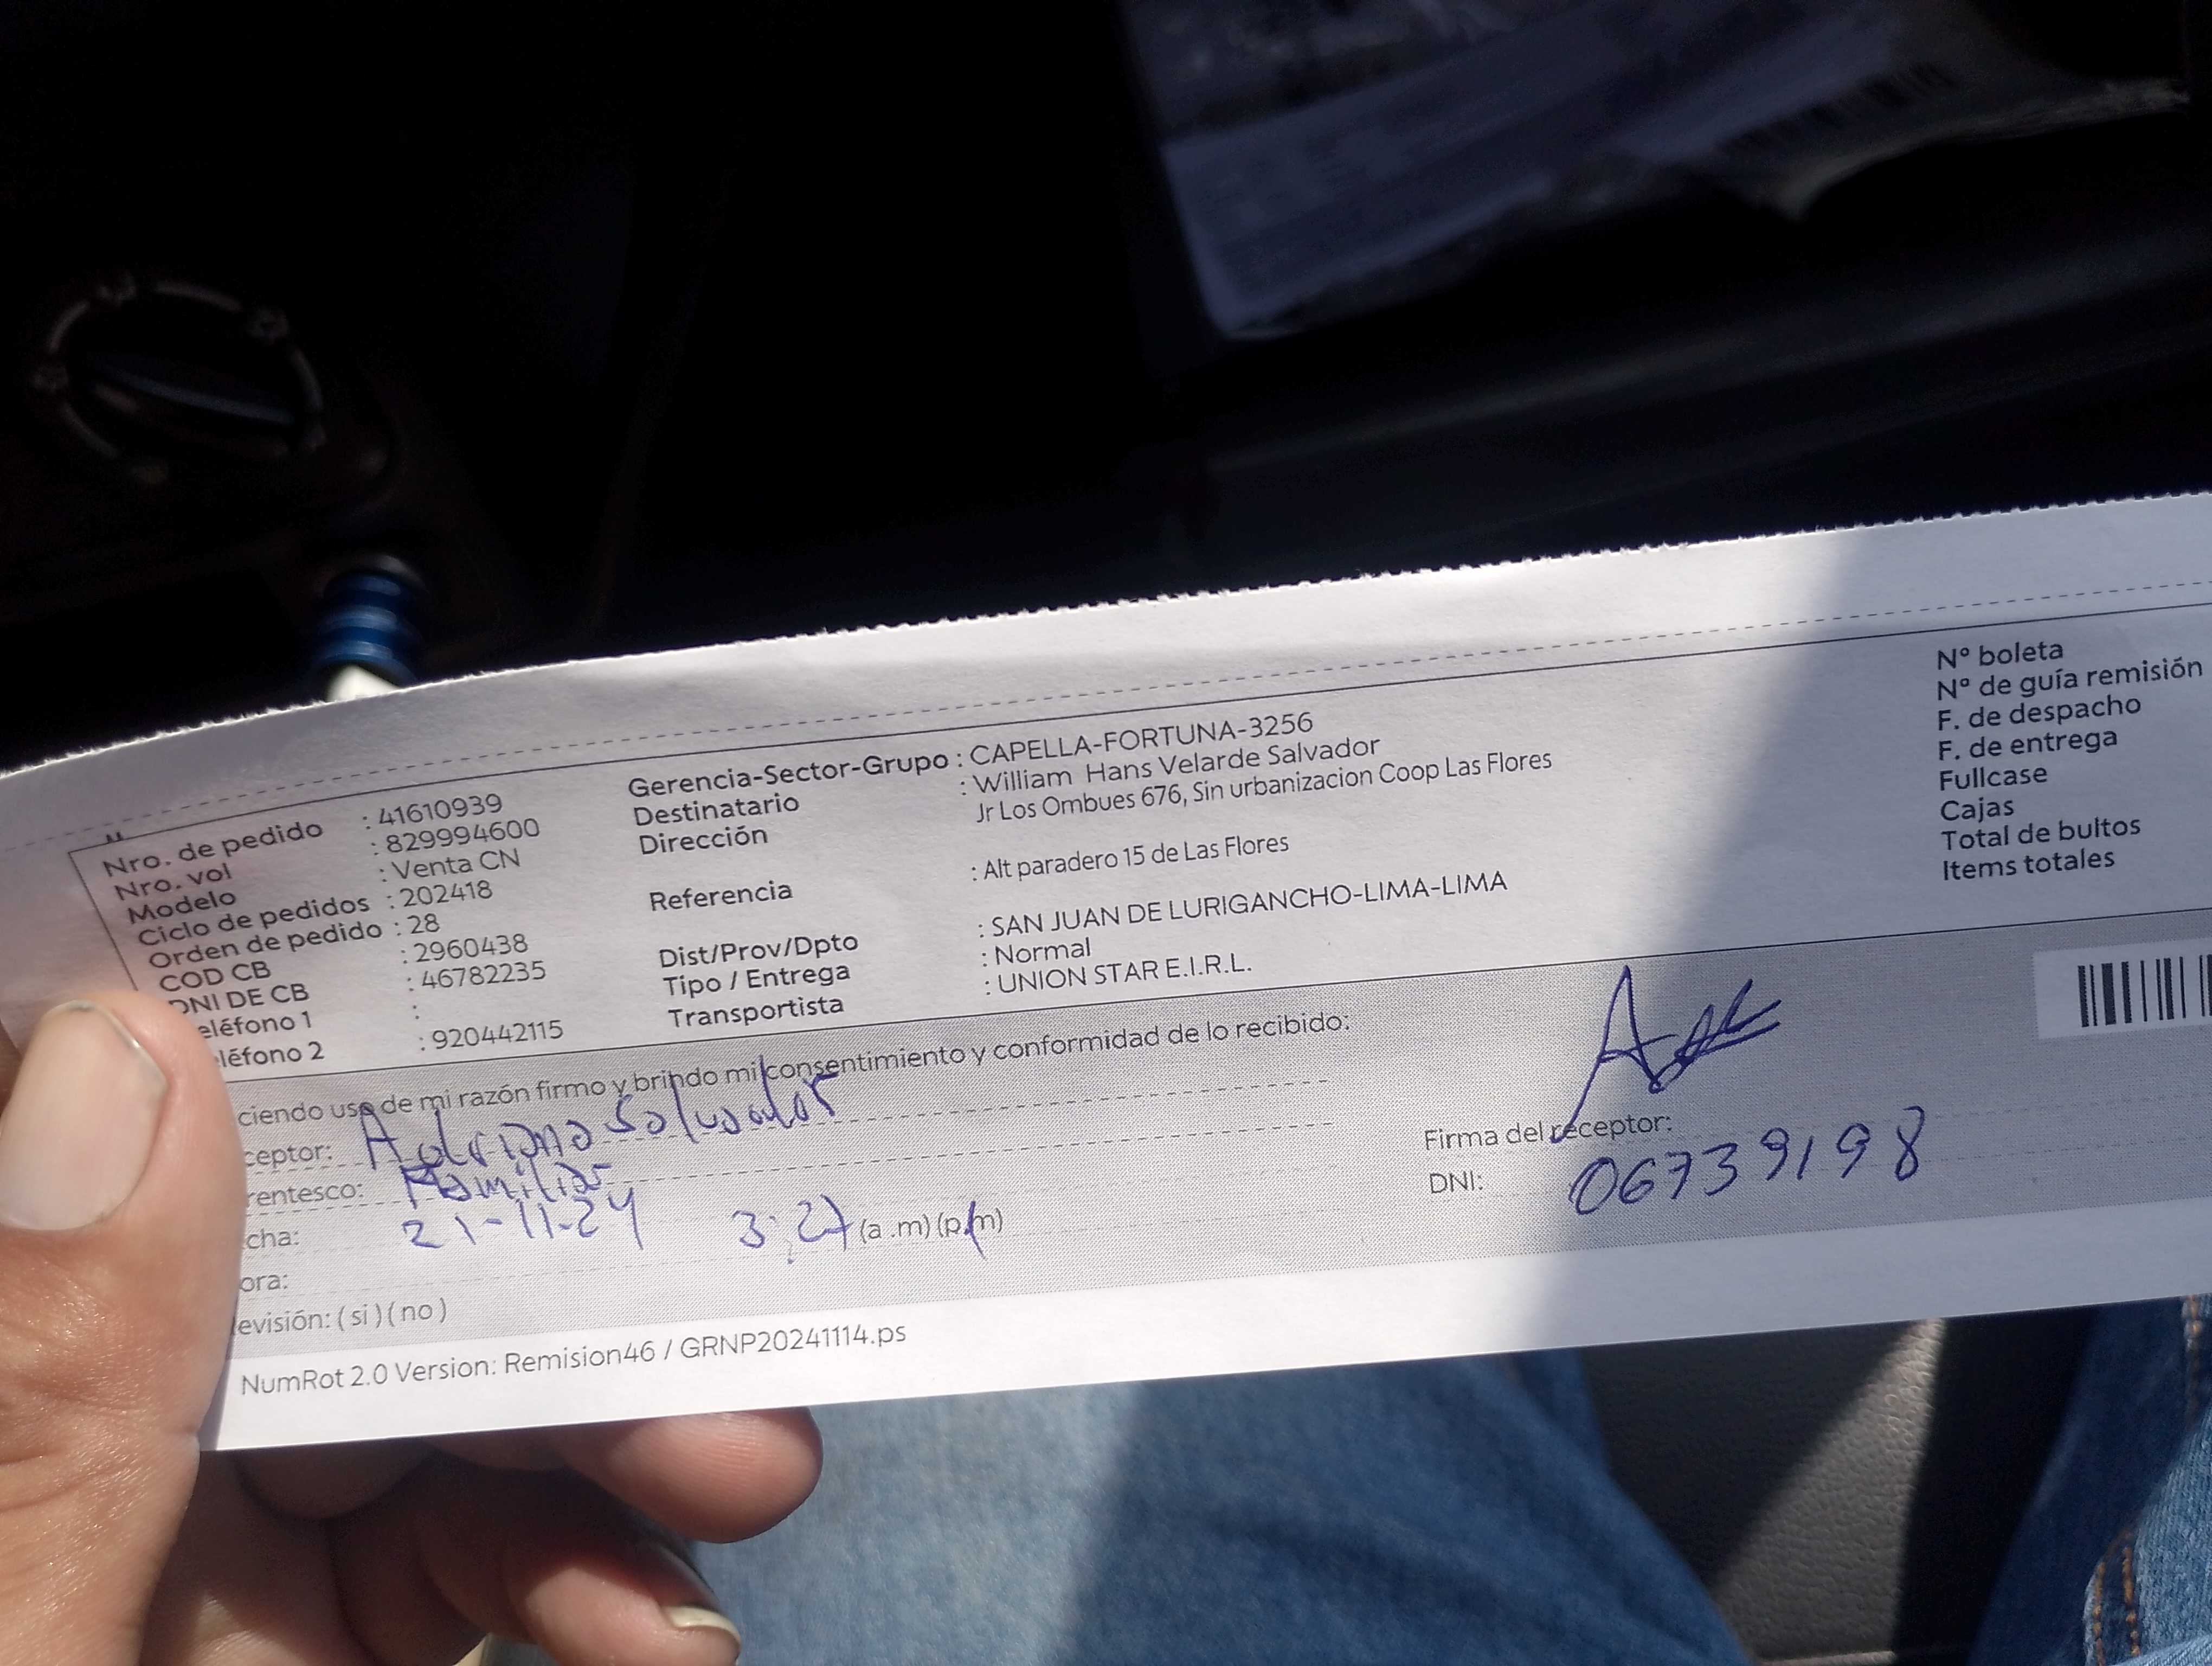 Nro. de pedido : 41610939
Nro. vol : 829994600
Modelo : Venta CN
Ciclo de pedidos : 202418
Orden de pedido : 28
COD CB : 2960438
DNI DE CB : 46782235
eléfono 1 :
léfono 2 : 920442115
Gerencia-Sector-Grupo : CAPELLA-FORTUNA-3256
Destinatario : William Hans Velarde Salvador
Dirección Jr Los Ombues 676, Sin urbanizacion Coop Las Flores
Referencia : Alt paradero 15 de Las Flores
Dist/Prov/Dpto : SAN JUAN DE LURIGANCHO-LIMA-LIMA
Tipo / Entrega : Normal
Transportista : UNION STAR E.I.R.L.
N° boleta
N° de guía remisión
F. de despacho
F. de entrega
Fullcase
Cajas
Total de bultos
Items totales
ciendo uso de mi razón firmo y brindo mi consentimiento y conformidad de lo recibido:
ceptor: Adriano Salvador
rentesco: Familiar
cha: 21-11-24 3:27 (a .m) (p.m)
ora:
evisión: ( si ) ( no )
Firma del receptor:
DNI: 06739198
NumRot 2.0 Version: Remision46 / GRNP20241114.ps